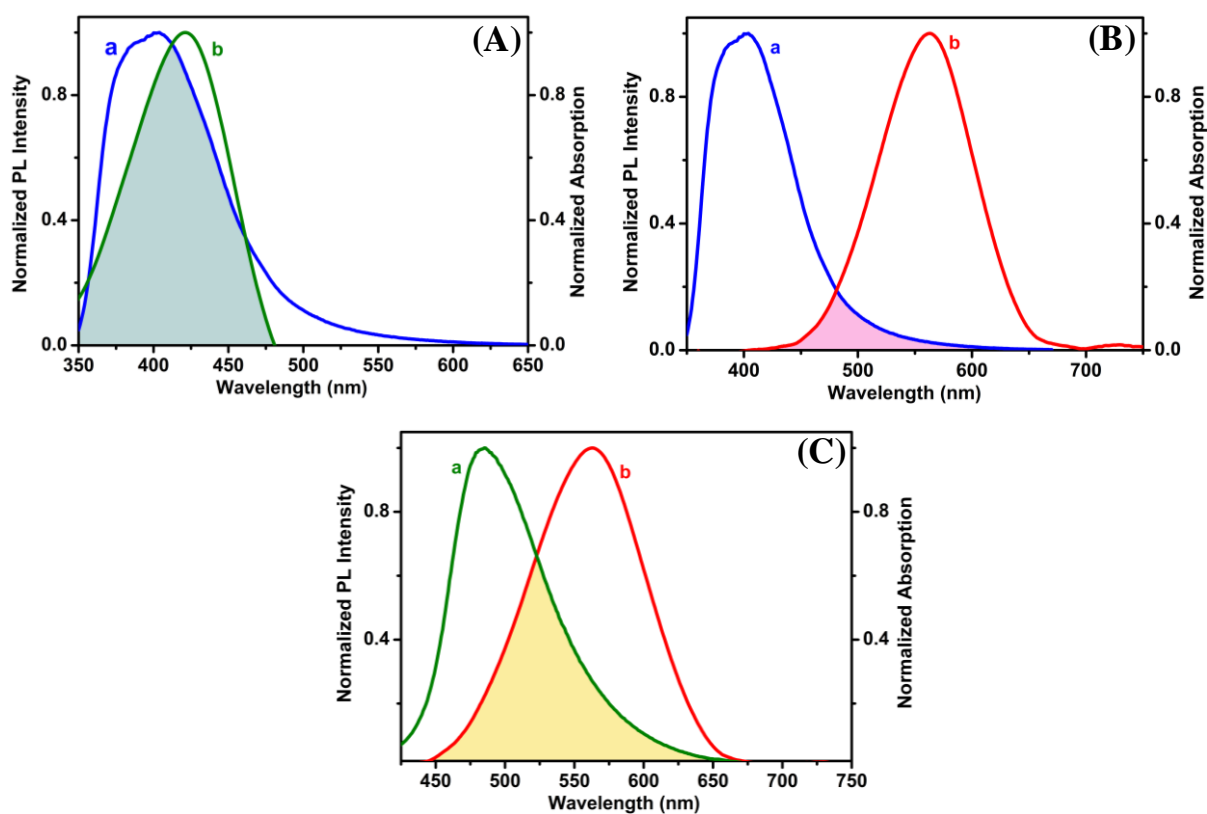 (A)
a
b
Normalized PL Intensity
0.8
0.4
0.0
0.8
0.4
0.0
Normalized Absorption
350 400 450 500 550 600 650
Wavelength (nm)
(B)
a
b
Normalized PL Intensity
0.8
0.4
0.0
0.8
0.4
0.0
Normalized Absorption
400 500 600 700
Wavelength (nm)
(C)
a
b
Normalized PL Intensity
0.8
0.4
0.8
0.4
Normalized Absorption
450 500 550 600 650 700 750
Wavelength (nm)